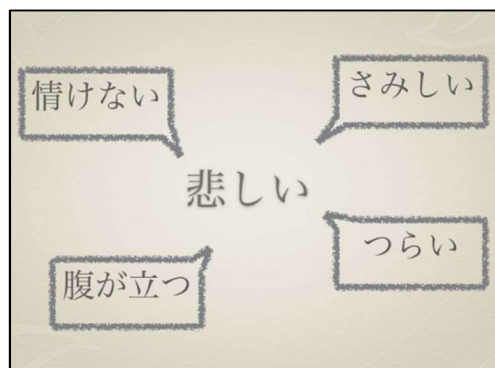 情けない
さみしい
悲しい
つらい
腹が立つ